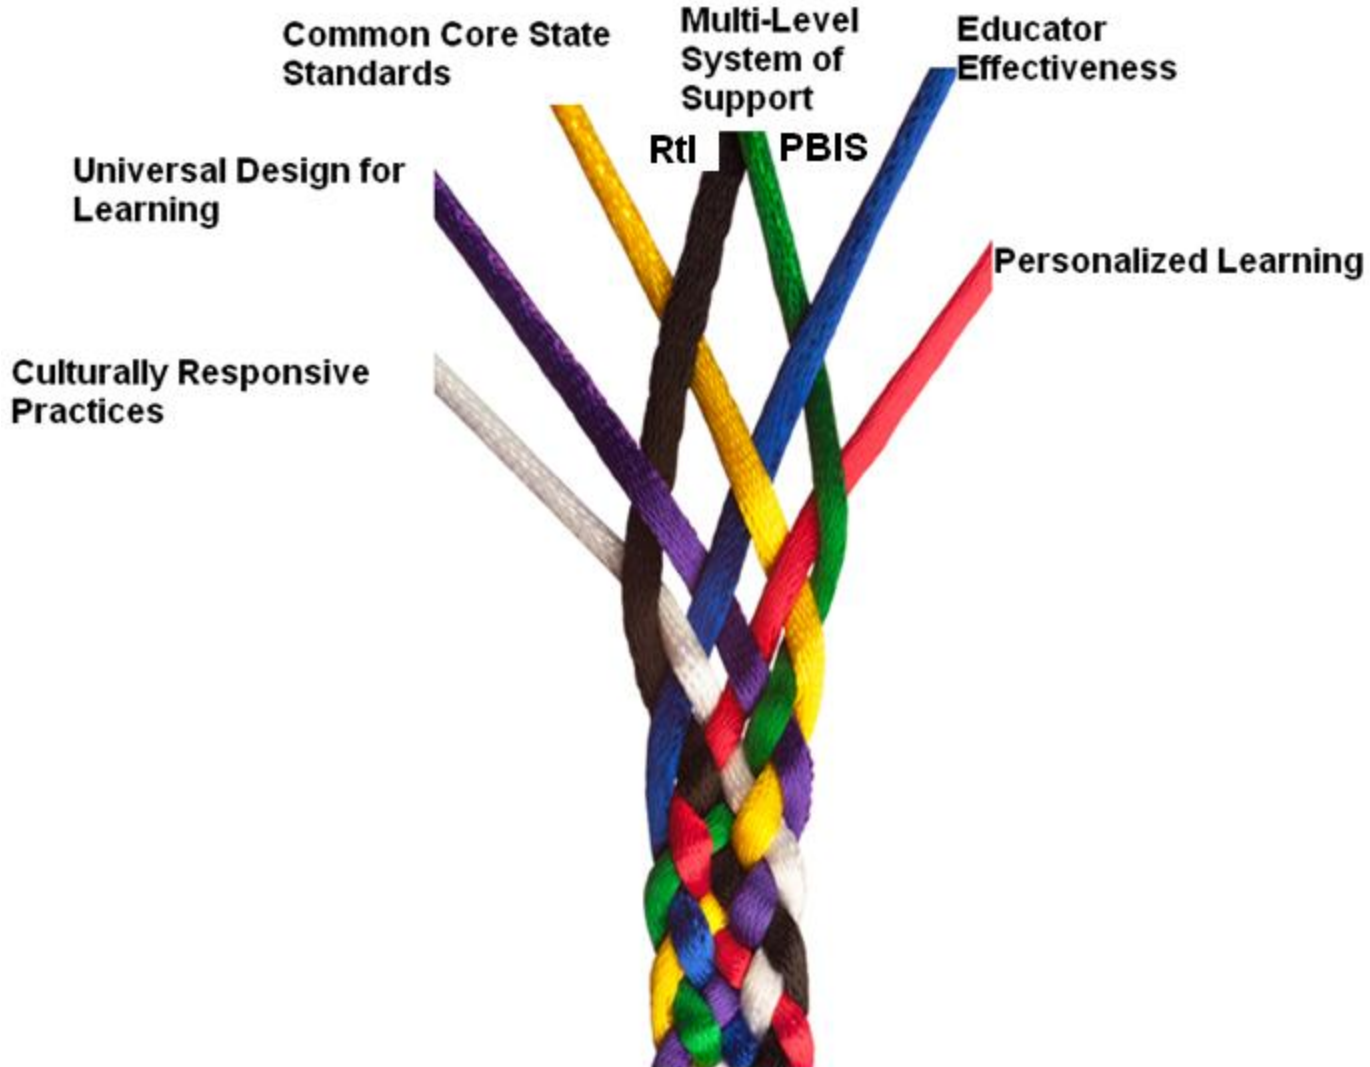 Common Core State
Standards
Multi-Level
System of
Support
Educator
Effectiveness
RtI
PBIS
Universal Design for
Learning
Personalized Learning
Culturally Responsive
Practices